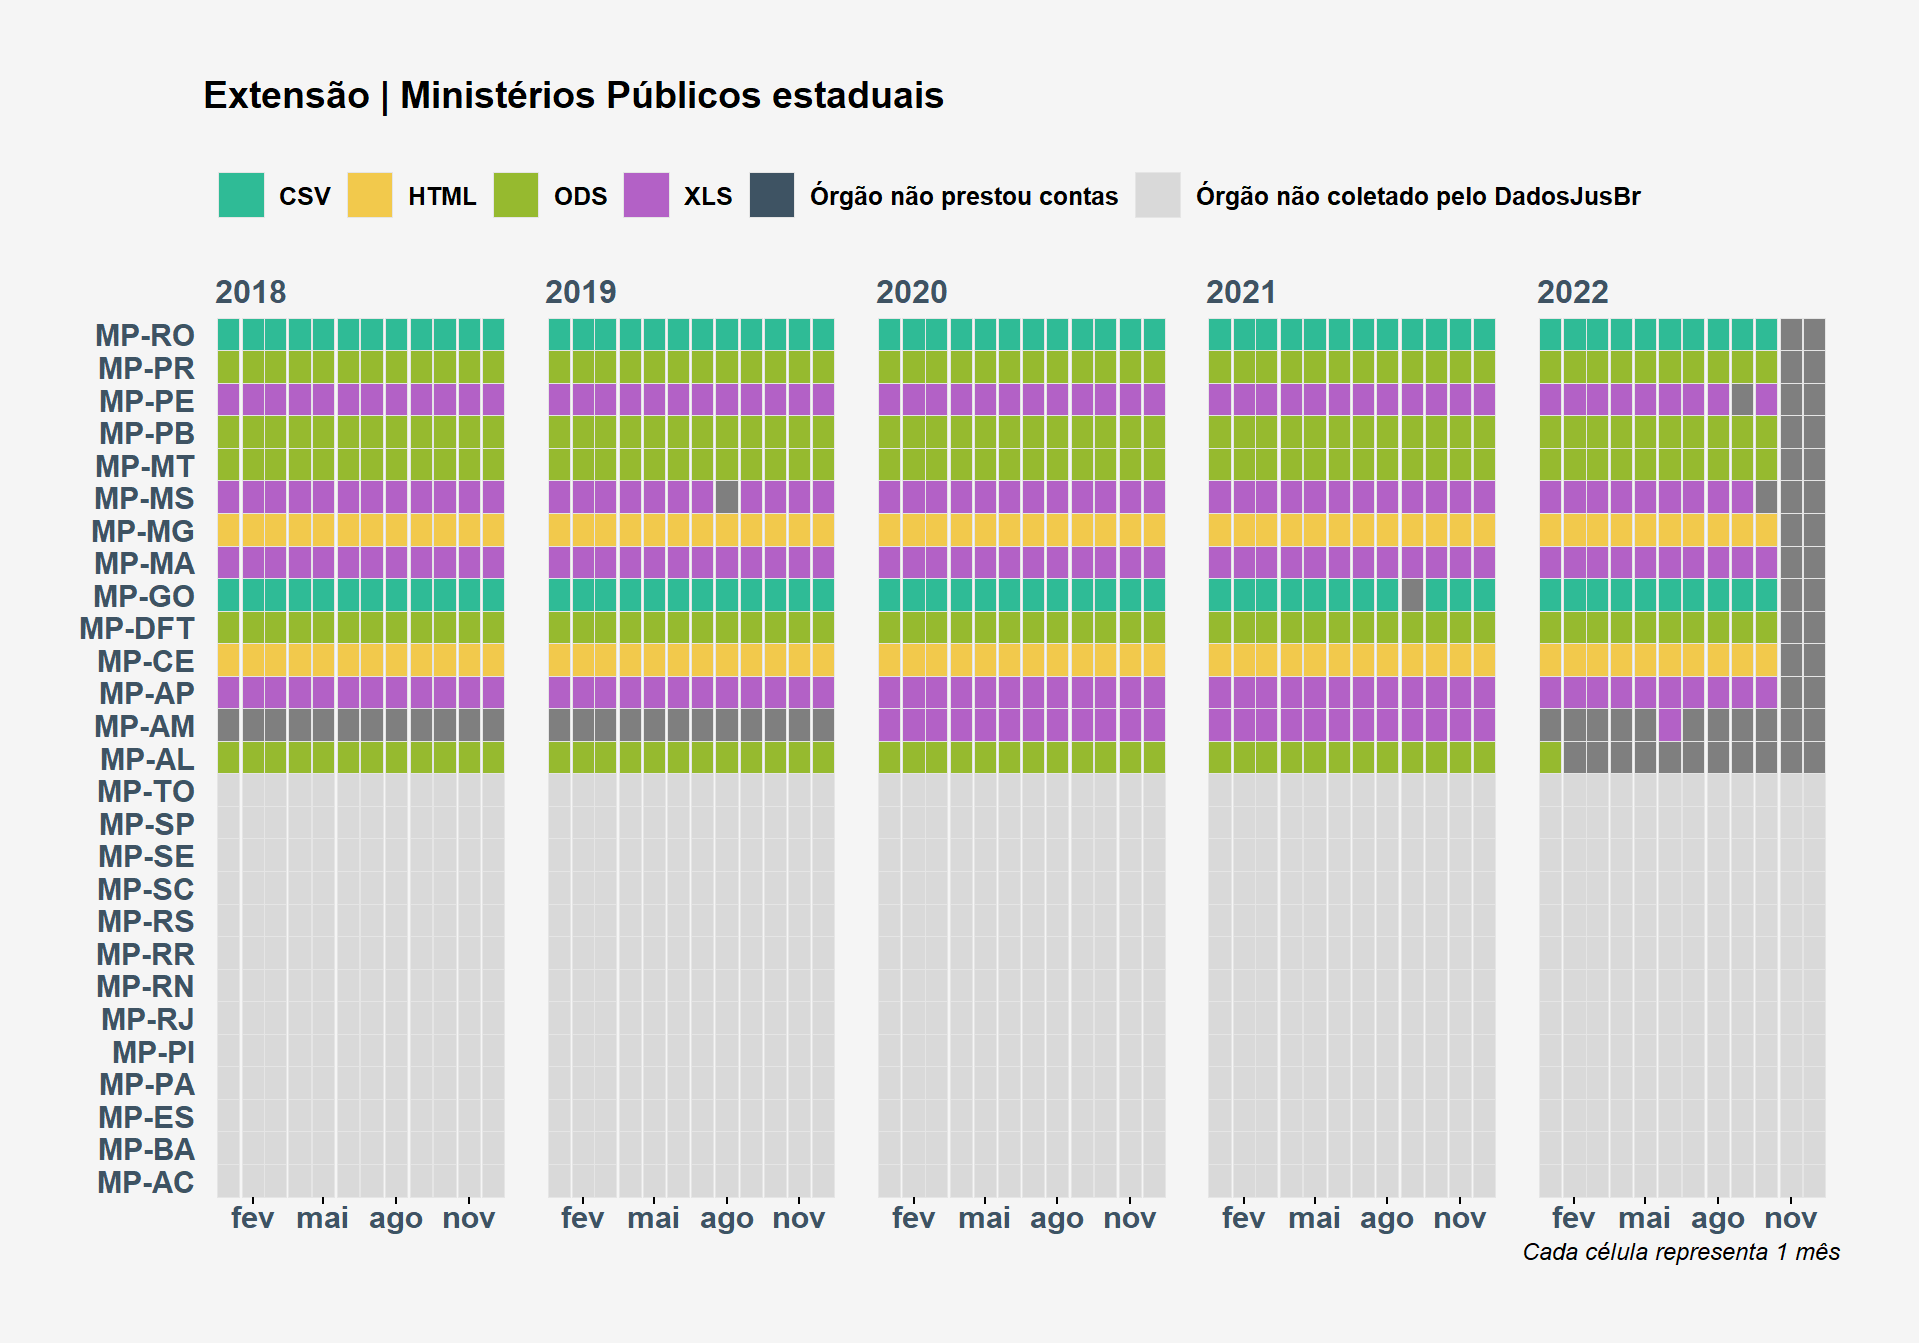 Extensão | Ministérios Públicos estaduais
CSV HTML ODS XLS Órgão não prestou contas Órgão não coletado pelo DadosJusBr
2018 2019 2020 2021 2022
MP-RO
MP-PR
MP-PE
MP-PB
MP-MT
MP-MS
MP-MG
MP-MA
MP-GO
MP-DFT
MP-CE
MP-AP
MP-AM
MP-AL
MP-TO
MP-SP
MP-SE
MP-SC
MP-RS
MP-RR
MP-RN
MP-RJ
MP-PI
MP-PA
MP-ES
MP-BA
MP-AC
fev mai ago nov fev mai ago nov fev mai ago nov fev mai ago nov fev mai ago nov
Cada célula representa 1 mês